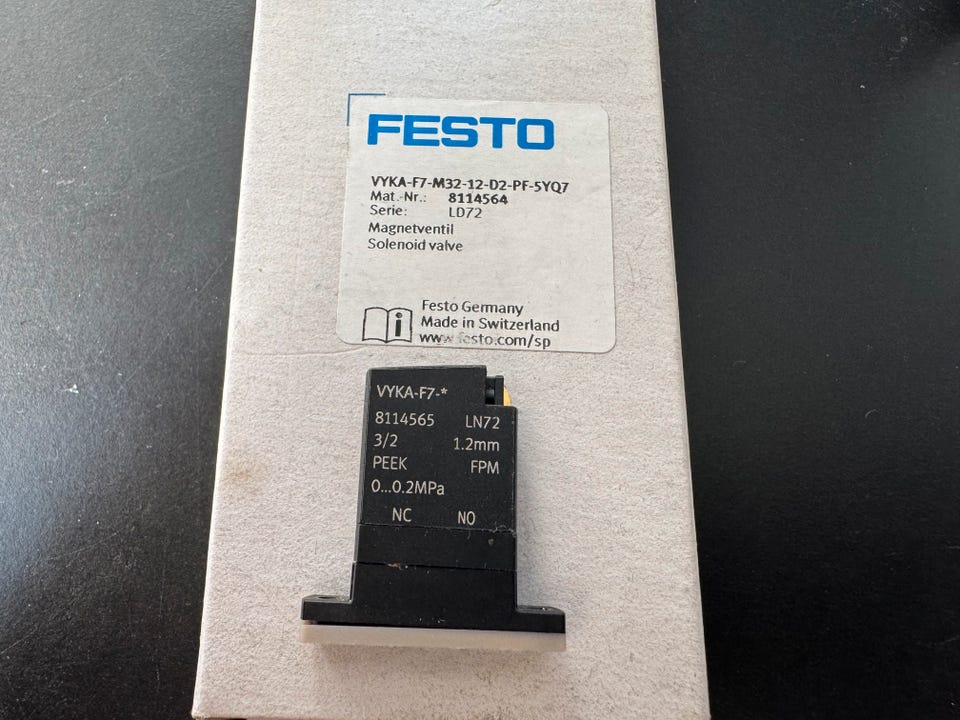 FESTO
VYKA-F7-M32-12-D2-PF-5YQ7
Mat.-Nr.: 8114564
Serie: LD72
Magnetventil
Solenoid valve
Festo Germany
Made in Switzerland
www.festo.com/sp
VYKA-F7-*
8114565 LN72
3/2 1.2mm
PEEK FPM
0...0.2MPa
NC NO